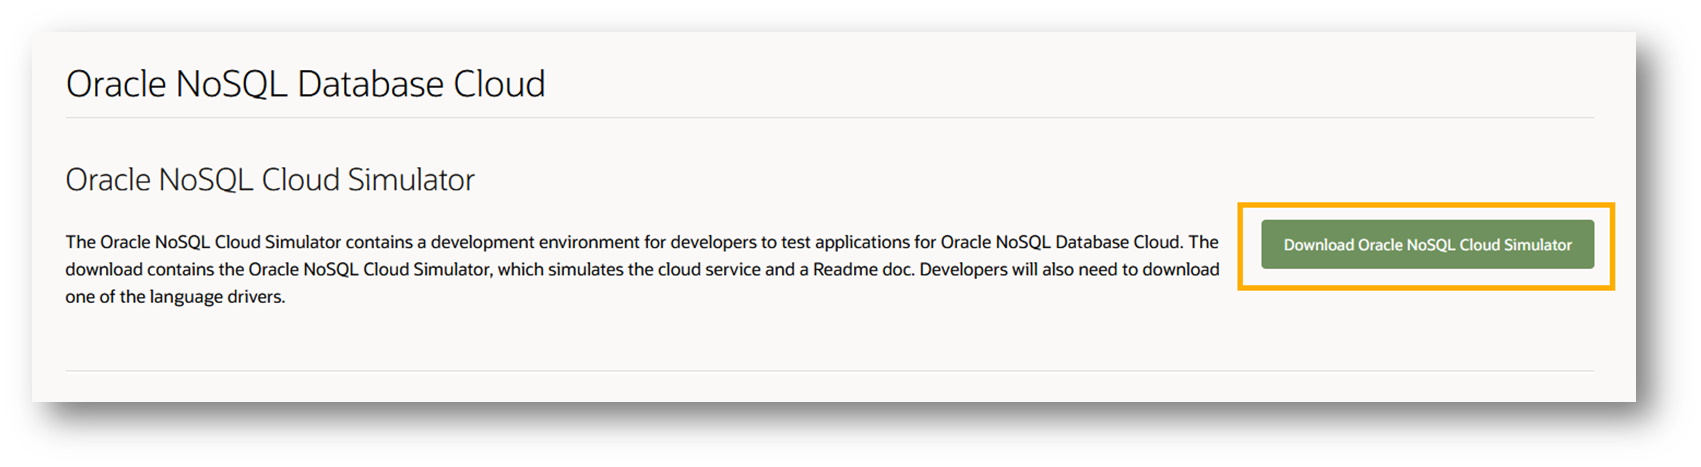 Oracle NoSQL Database Cloud
Oracle NoSQL Cloud Simulator
The Oracle NoSQL Cloud Simulator contains a development environment for developers to test applications for Oracle NoSQL Database Cloud. The
download contains the Oracle NoSQL Cloud Simulator, which simulates the cloud service and a Readme doc. Developers will also need to download
one of the language drivers.
Download Oracle NoSQL Cloud Simulator